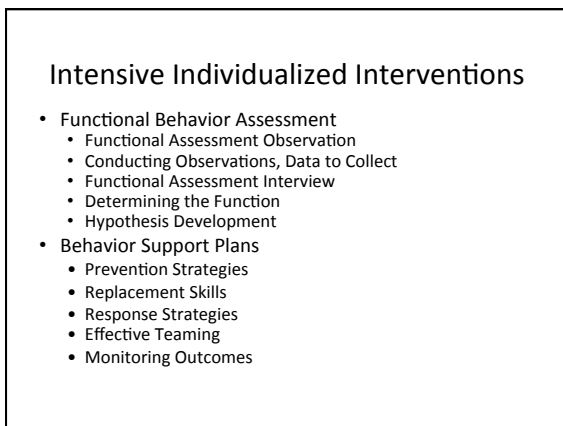 Intensive Individualized Interventions
• Functional Behavior Assessment
• Functional Assessment Observation
• Conducting Observations, Data to Collect
• Functional Assessment Interview
• Determining the Function
• Hypothesis Development
• Behavior Support Plans
• Prevention Strategies
• Replacement Skills
• Response Strategies
• Effective Teaming
• Monitoring Outcomes